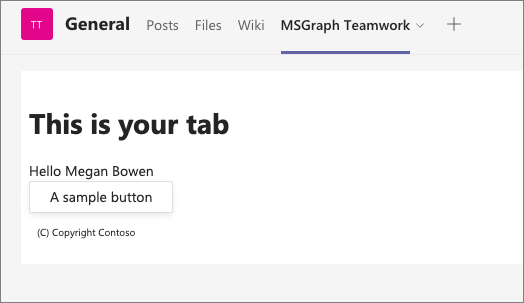 TT General Posts Files Wiki MSGraph Teamwork
This is your tab
Hello Megan Bowen
A sample button
(C) Copyright Contoso